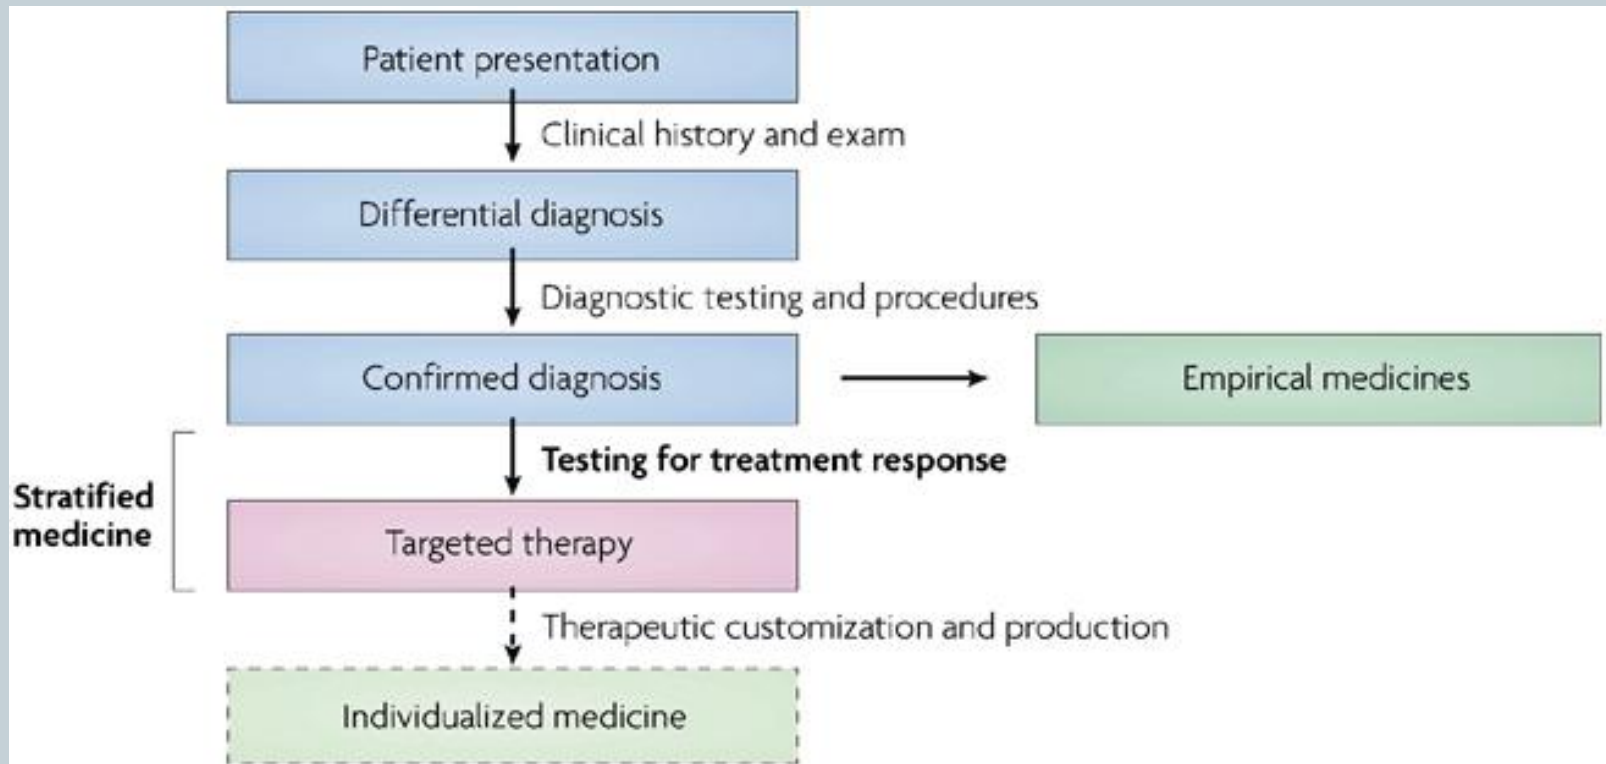 Patient presentation
Clinical history and exam
Differential diagnosis
Diagnostic testing and procedures
Confirmed diagnosis
Empirical medicines
Testing for treatment response
Stratified
medicine
Targeted therapy
Therapeutic customization and production
Individualized medicine